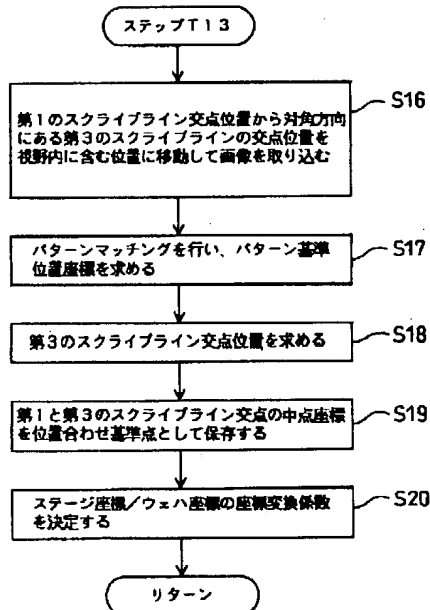 ステップT13
第1のスクライブライン交点位置から対角方向
にある第3のスクライブラインの交点位置を
視野内に含む位置に移動して画像を取り込む
S16
パターンマッチングを行い、パターン基準
位置座標を求める
S17
第3のスクライブライン交点位置を求める
S18
第1と第3のスクライブライン交点の中点座標
を位置合わせ基準点として保存する
S19
ステージ座標/ウェハ座標の座標変換係数
を決定する
S20
リターン